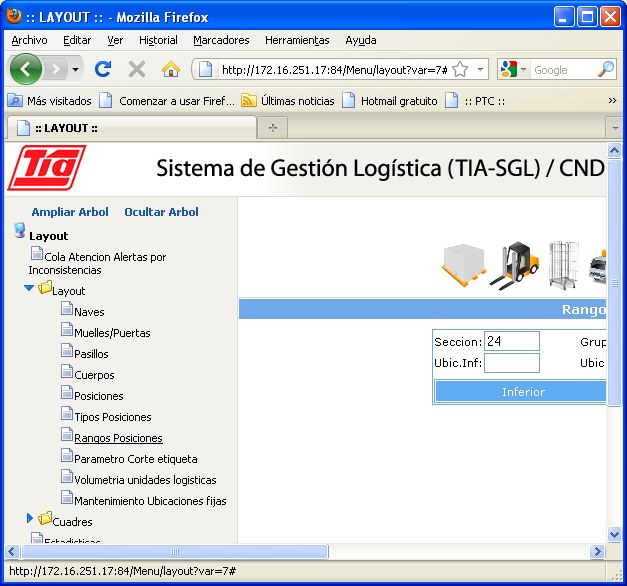 :: LAYOUT :: - Mozilla Firefox
Archivo Editar Ver Historial Marcadores Herramientas Ayuda
http://172.16.251.17:84/Menu/layout?var=7# Google
Más visitados Comenzar a usar Firef... Últimas noticias Hotmail gratuito :: PTC :: »
:: LAYOUT ::
Tia Sistema de Gestión Logística (TIA-SGL) / CND
Ampliar Arbol Ocultar Arbol
Layout
Cola Atencion Alertas por
Inconsistencias
Layout
Naves
Muelles/Puertas
Pasillos
Cuerpos
Posiciones
Tipos Posiciones
Rangos Posiciones
Parametro Corte etiqueta
Volumetria unidades logisticas
Mantenimiento Ubicaciones fijas
Cuadres
Estadisticas
Rango
Seccion: 24 Grup
Ubic.Inf: Ubic
Inferior
http://172.16.251.17:84/Menu/layout?var=7#